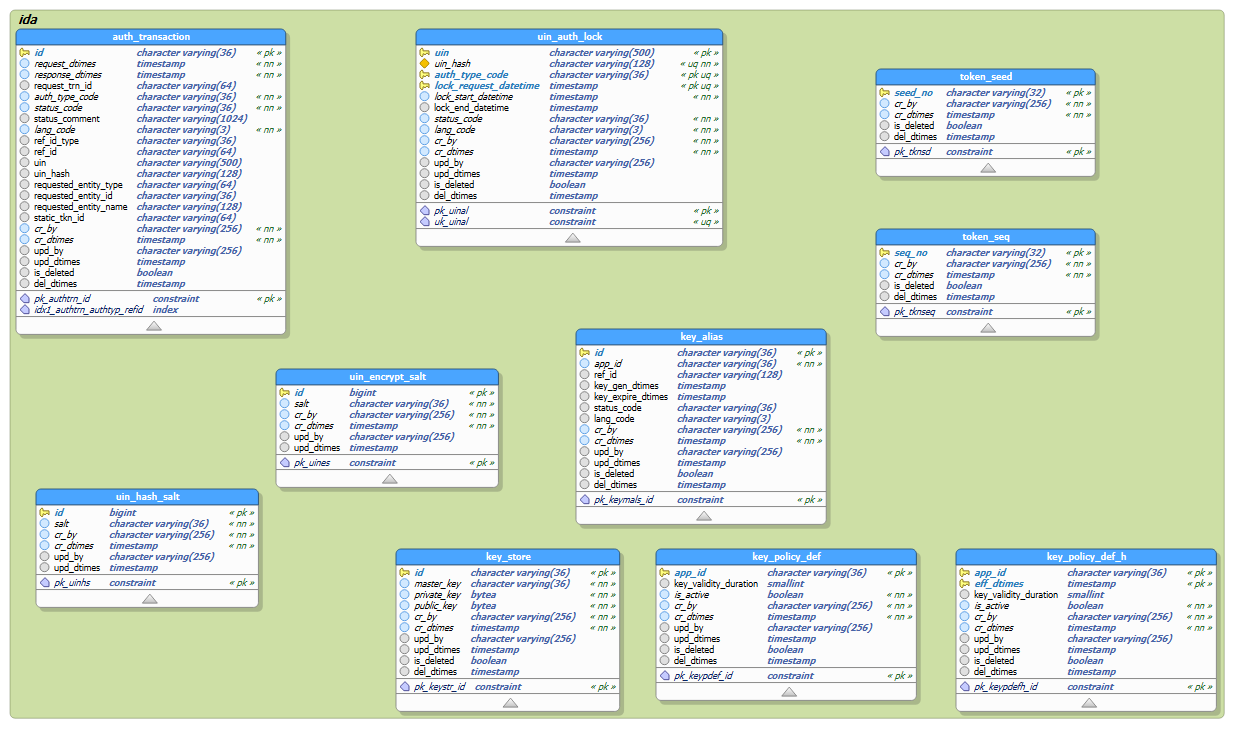 ida
auth_transaction
id character varying(36) « pk »
request_dtimes timestamp « nn »
response_dtimes timestamp « nn »
request_trn_id character varying(64)
auth_type_code character varying(36) « nn »
status_code character varying(36) « nn »
status_comment character varying(1024)
lang_code character varying(3) « nn »
ref_id_type character varying(36)
ref_id character varying(64)
uin character varying(500)
uin_hash character varying(128)
requested_entity_type character varying(64)
requested_entity_id character varying(36)
requested_entity_name character varying(128)
static_tkn_id character varying(64)
cr_by character varying(256) « nn »
cr_dtimes timestamp « nn »
upd_by character varying(256)
upd_dtimes timestamp
is_deleted boolean
del_dtimes timestamp
pk_authtrn_id constraint « pk »
idx1_authtrn_authtyp_refid index
uin_auth_lock
uin character varying(500) « pk »
uin_hash character varying(128) « uq nn »
auth_type_code character varying(36) « pk uq »
lock_request_datetime timestamp « pk uq »
lock_start_datetime timestamp « nn »
lock_end_datetime timestamp
status_code character varying(36) « nn »
lang_code character varying(3) « nn »
cr_by character varying(256) « nn »
cr_dtimes timestamp « nn »
upd_by character varying(256)
upd_dtimes timestamp
is_deleted boolean
del_dtimes timestamp
pk_uinal constraint « pk »
uk_uinal constraint « uq »
token_seed
seed_no character varying(32) « pk »
cr_by character varying(256) « nn »
cr_dtimes timestamp « nn »
is_deleted boolean
del_dtimes timestamp
pk_tknsd constraint « pk »
token_seq
seq_no character varying(32) « pk »
cr_by character varying(256) « nn »
cr_dtimes timestamp « nn »
is_deleted boolean
del_dtimes timestamp
pk_tknseq constraint « pk »
key_alias
id character varying(36) « pk »
app_id character varying(36) « nn »
ref_id character varying(128)
key_gen_dtimes timestamp
key_expire_dtimes timestamp
status_code character varying(36)
lang_code character varying(3)
cr_by character varying(256) « nn »
cr_dtimes timestamp « nn »
upd_by character varying(256)
upd_dtimes timestamp
is_deleted boolean
del_dtimes timestamp
pk_keymals_id constraint « pk »
uin_encrypt_salt
id bigint « pk »
salt character varying(36) « nn »
cr_by character varying(256) « nn »
cr_dtimes timestamp « nn »
upd_by character varying(256)
upd_dtimes timestamp
pk_uines constraint « pk »
uin_hash_salt
id bigint « pk »
salt character varying(36) « nn »
cr_by character varying(256) « nn »
cr_dtimes timestamp « nn »
upd_by character varying(256)
upd_dtimes timestamp
pk_uinhs constraint « pk »
key_store
id character varying(36) « pk »
master_key character varying(36) « nn »
private_key bytea « nn »
public_key bytea « nn »
cr_by character varying(256) « nn »
cr_dtimes timestamp « nn »
upd_by character varying(256)
upd_dtimes timestamp
is_deleted boolean
del_dtimes timestamp
pk_keystr_id constraint « pk »
key_policy_def
app_id character varying(36) « pk »
key_validity_duration smallint
is_active boolean « nn »
cr_by character varying(256) « nn »
cr_dtimes timestamp « nn »
upd_by character varying(256)
upd_dtimes timestamp
is_deleted boolean
del_dtimes timestamp
pk_keypdef_id constraint « pk »
key_policy_def_h
app_id character varying(36) « pk »
eff_dtimes timestamp « pk »
key_validity_duration smallint
is_active boolean « nn »
cr_by character varying(256) « nn »
cr_dtimes timestamp « nn »
upd_by character varying(256)
upd_dtimes timestamp
is_deleted boolean
del_dtimes timestamp
pk_keypdefh_id constraint « pk »